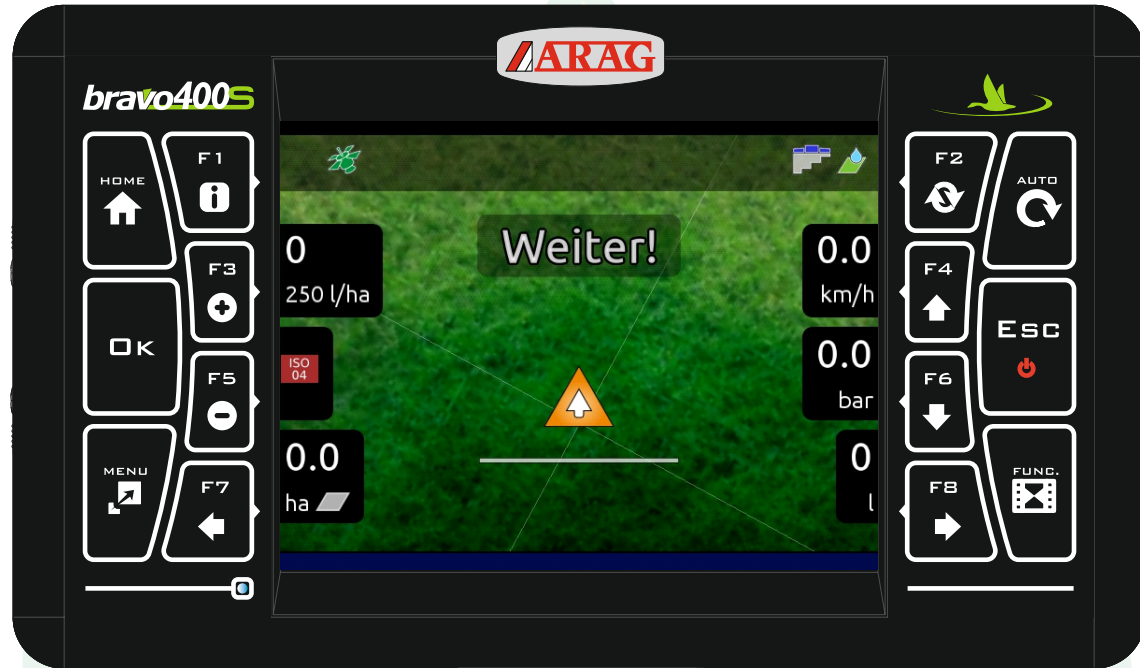 ARAG
bravo400S
HOME
F1
F3
OK
F5
MENU
F7
Weiter!
0
250 l/ha
ISO
04
0.0
ha
0.0
km/h
0.0
bar
0
l
F2
AUTO
F4
ESC
F6
FUNC.
F8